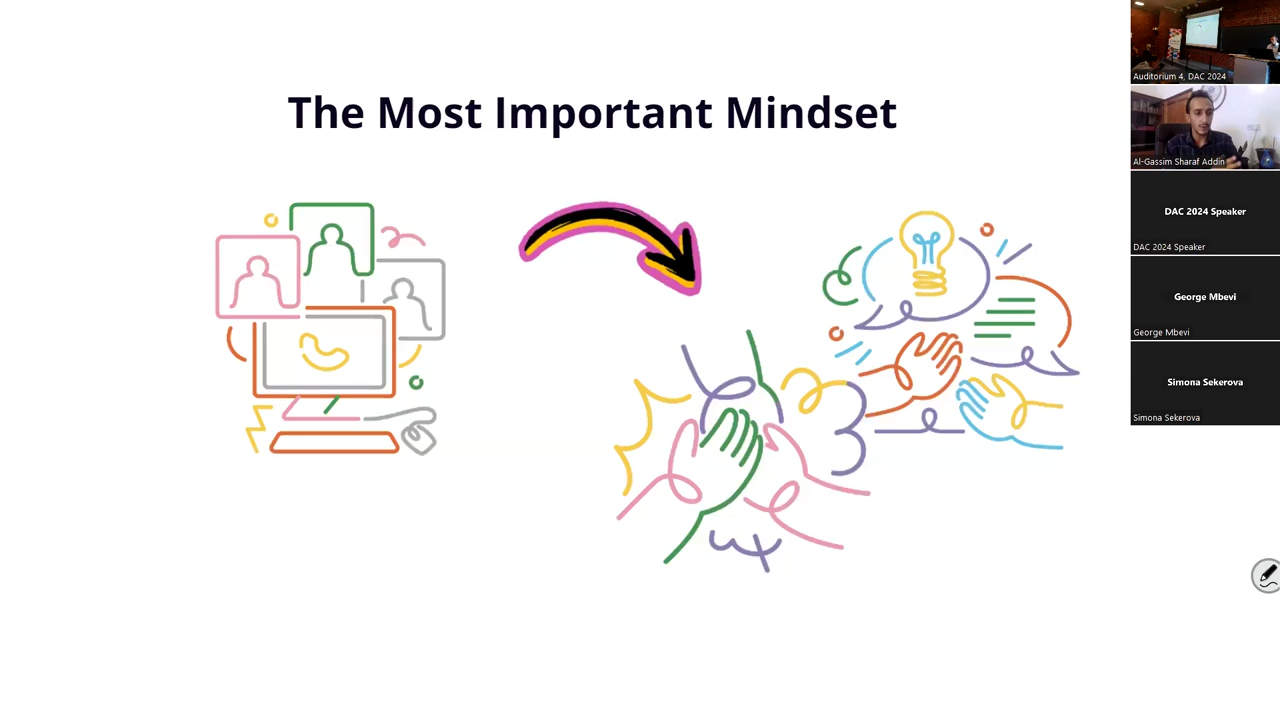 The Most Important Mindset
Auditorium 4, DAC 2024
Al-Gassim Sharaf Addin
DAC 2024 Speaker
DAC 2024 Speaker
George Mbevi
George Mbevi
Simona Sekerova
Simona Sekerova